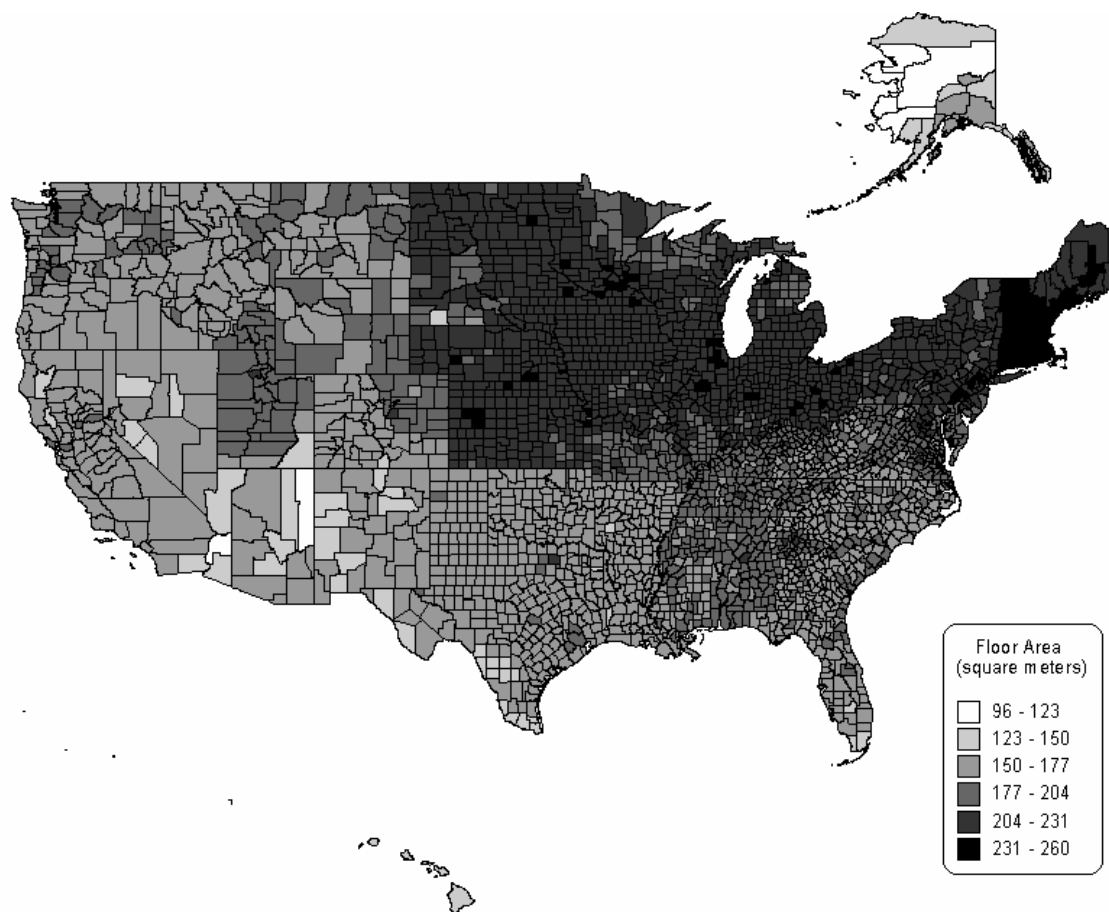 Floor Area
(square meters)
96 - 123
123 - 150
150 - 177
177 - 204
204 - 231
231 - 260